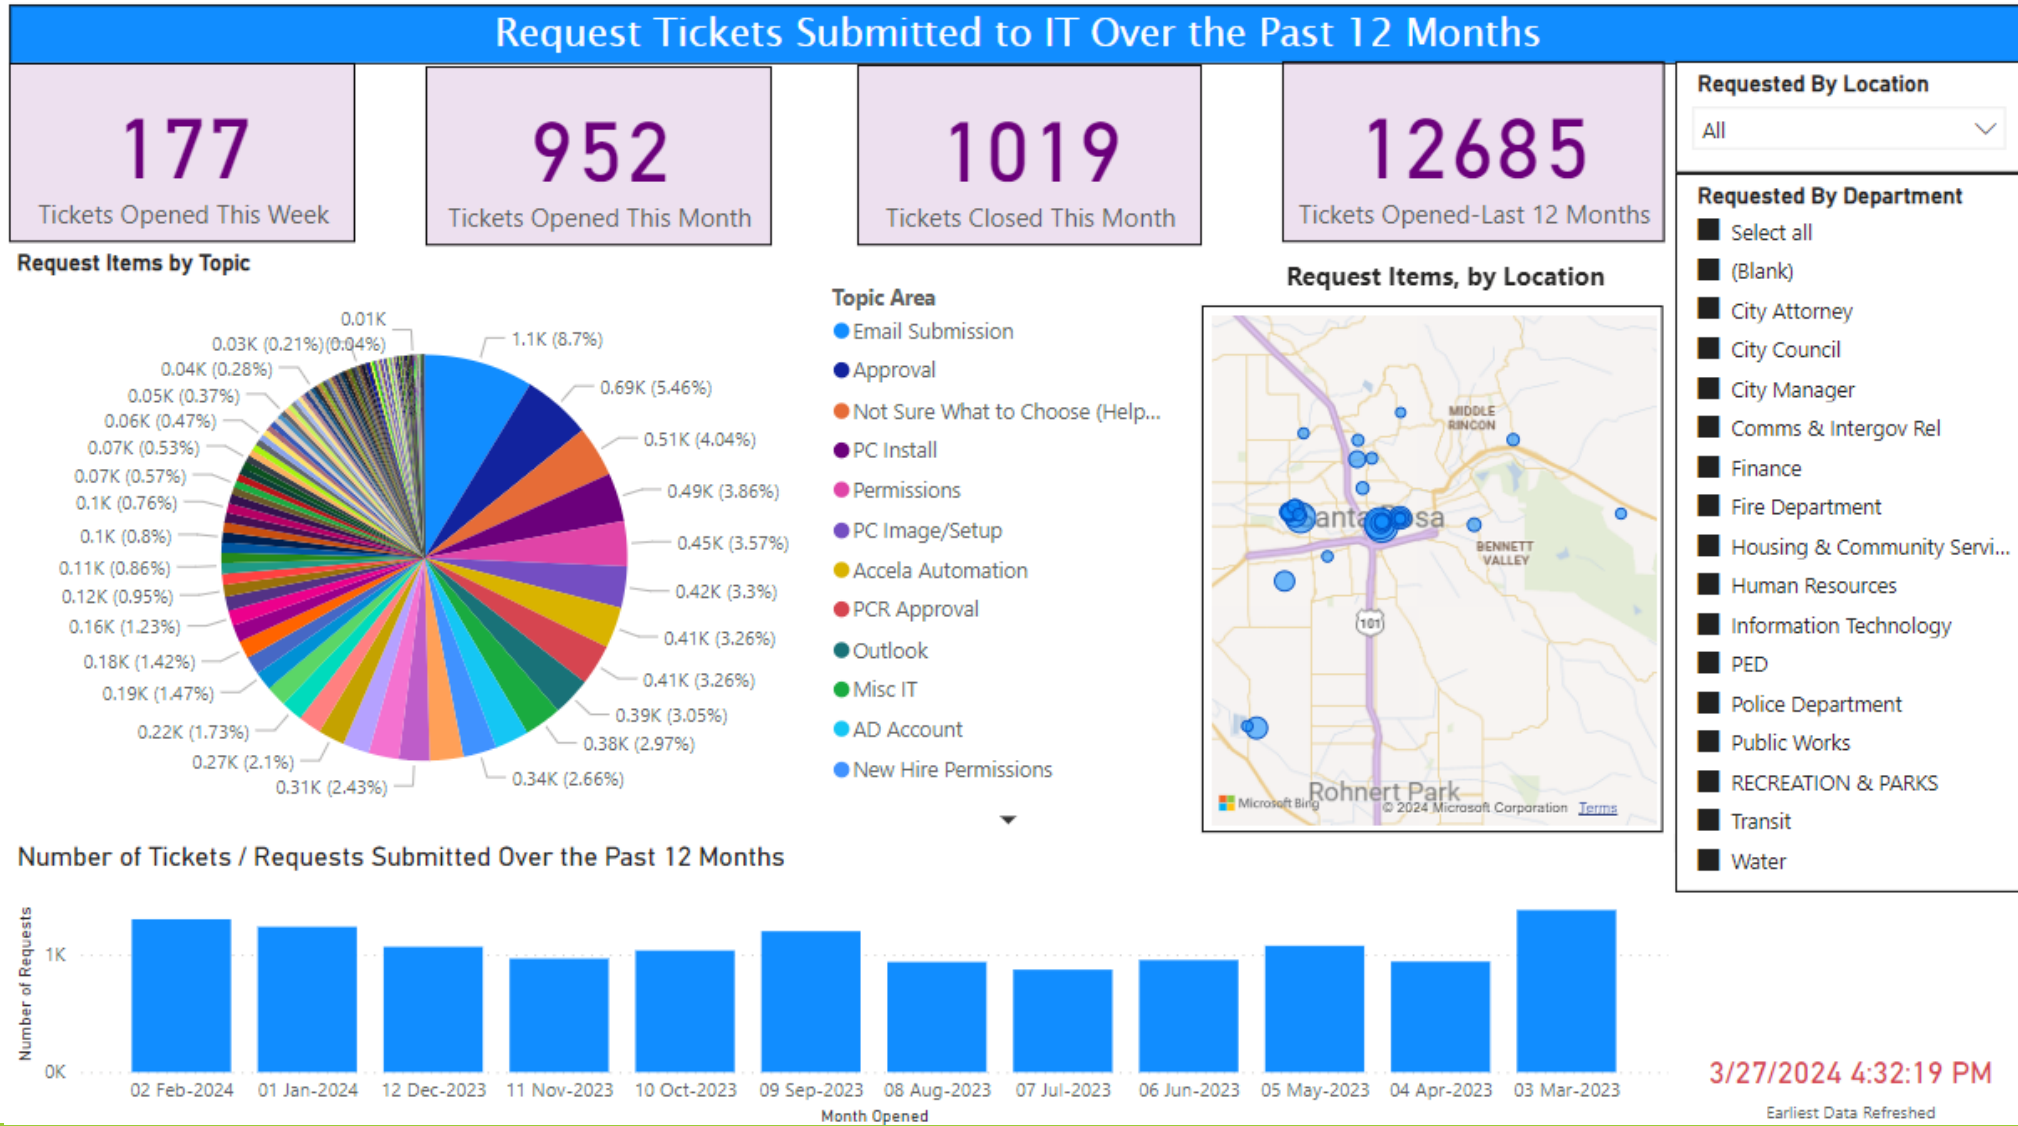 Request Tickets Submitted to IT Over the Past 12 Months
177
Tickets Opened This Week
952
Tickets Opened This Month
1019
Tickets Closed This Month
12685
Tickets Opened-Last 12 Months
Requested By Location
All
Requested By Department
Select all
(Blank)
City Attorney
City Council
City Manager
Comms & Intergov Rel
Finance
Fire Department
Housing & Community Servi...
Human Resources
Information Technology
PED
Police Department
Public Works
RECREATION & PARKS
Transit
Water
Request Items by Topic
1.1K (8.7%)
0.69K (5.46%)
0.51K (4.04%)
0.49K (3.86%)
0.45K (3.57%)
0.42K (3.3%)
0.41K (3.26%)
0.41K (3.26%)
0.39K (3.05%)
0.38K (2.97%)
0.34K (2.66%)
0.31K (2.43%)
0.27K (2.1%)
0.22K (1.73%)
0.19K (1.47%)
0.18K (1.42%)
0.16K (1.23%)
0.12K (0.95%)
0.11K (0.86%)
0.1K (0.8%)
0.1K (0.76%)
0.07K (0.57%)
0.07K (0.53%)
0.06K (0.47%)
0.05K (0.37%)
0.04K (0.28%)
0.03K (0.21%)
0.01K
(0.04%)
Topic Area
Email Submission
Approval
Not Sure What to Choose (Help...
PC Install
Permissions
PC Image/Setup
Accela Automation
PCR Approval
Outlook
Misc IT
AD Account
New Hire Permissions
Request Items, by Location
MIDDLE
RINCON
BENNETT
VALLEY
101
Rohnert Park
Microsoft Bing
© 2024 Microsoft Corporation
Terms
Number of Tickets / Requests Submitted Over the Past 12 Months
Number of Requests
1K
0K
02 Feb-2024
01 Jan-2024
12 Dec-2023
11 Nov-2023
10 Oct-2023
09 Sep-2023
08 Aug-2023
07 Jul-2023
06 Jun-2023
05 May-2023
04 Apr-2023
03 Mar-2023
Month Opened
3/27/2024 4:32:19 PM
Earliest Data Refreshed